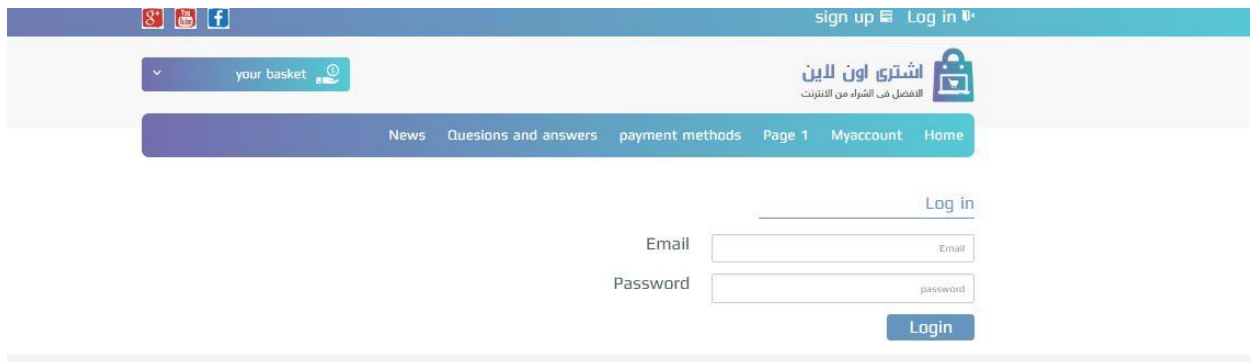 sign up Log in
your basket
اشترى اون لاين
الافضل فى الشراء من الانترنت
News Quesions and answers payment methods Page 1 Myaccount Home
Log in
Email Email
Password password
Login